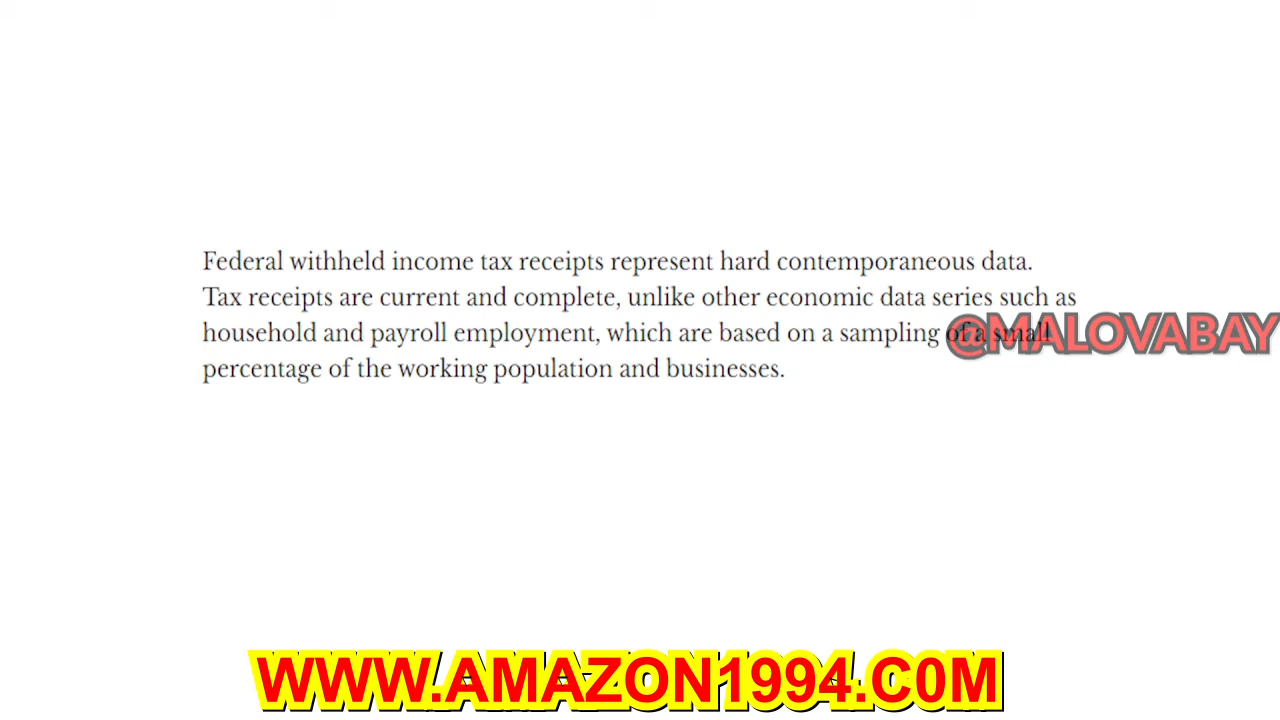 Federal withheld income tax receipts represent hard contemporaneous data.
Tax receipts are current and complete, unlike other economic data series such as
household and payroll employment, which are based on a sampling of a small
@MALOVABAY
percentage of the working population and businesses.
WWW.AMAZON1994.C0M